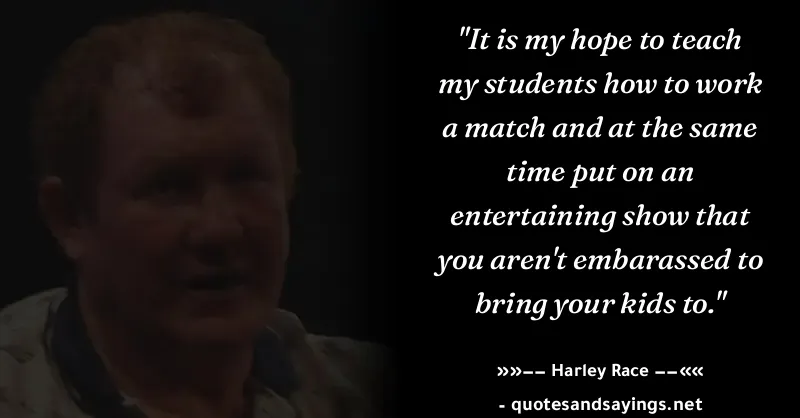 "It is my hope to teach
my students how to work
a match and at the same
time put on an
entertaining show that
you aren't embarassed to
bring your kids to."
»»−− Harley Race −−««
- quotesandsayings.net